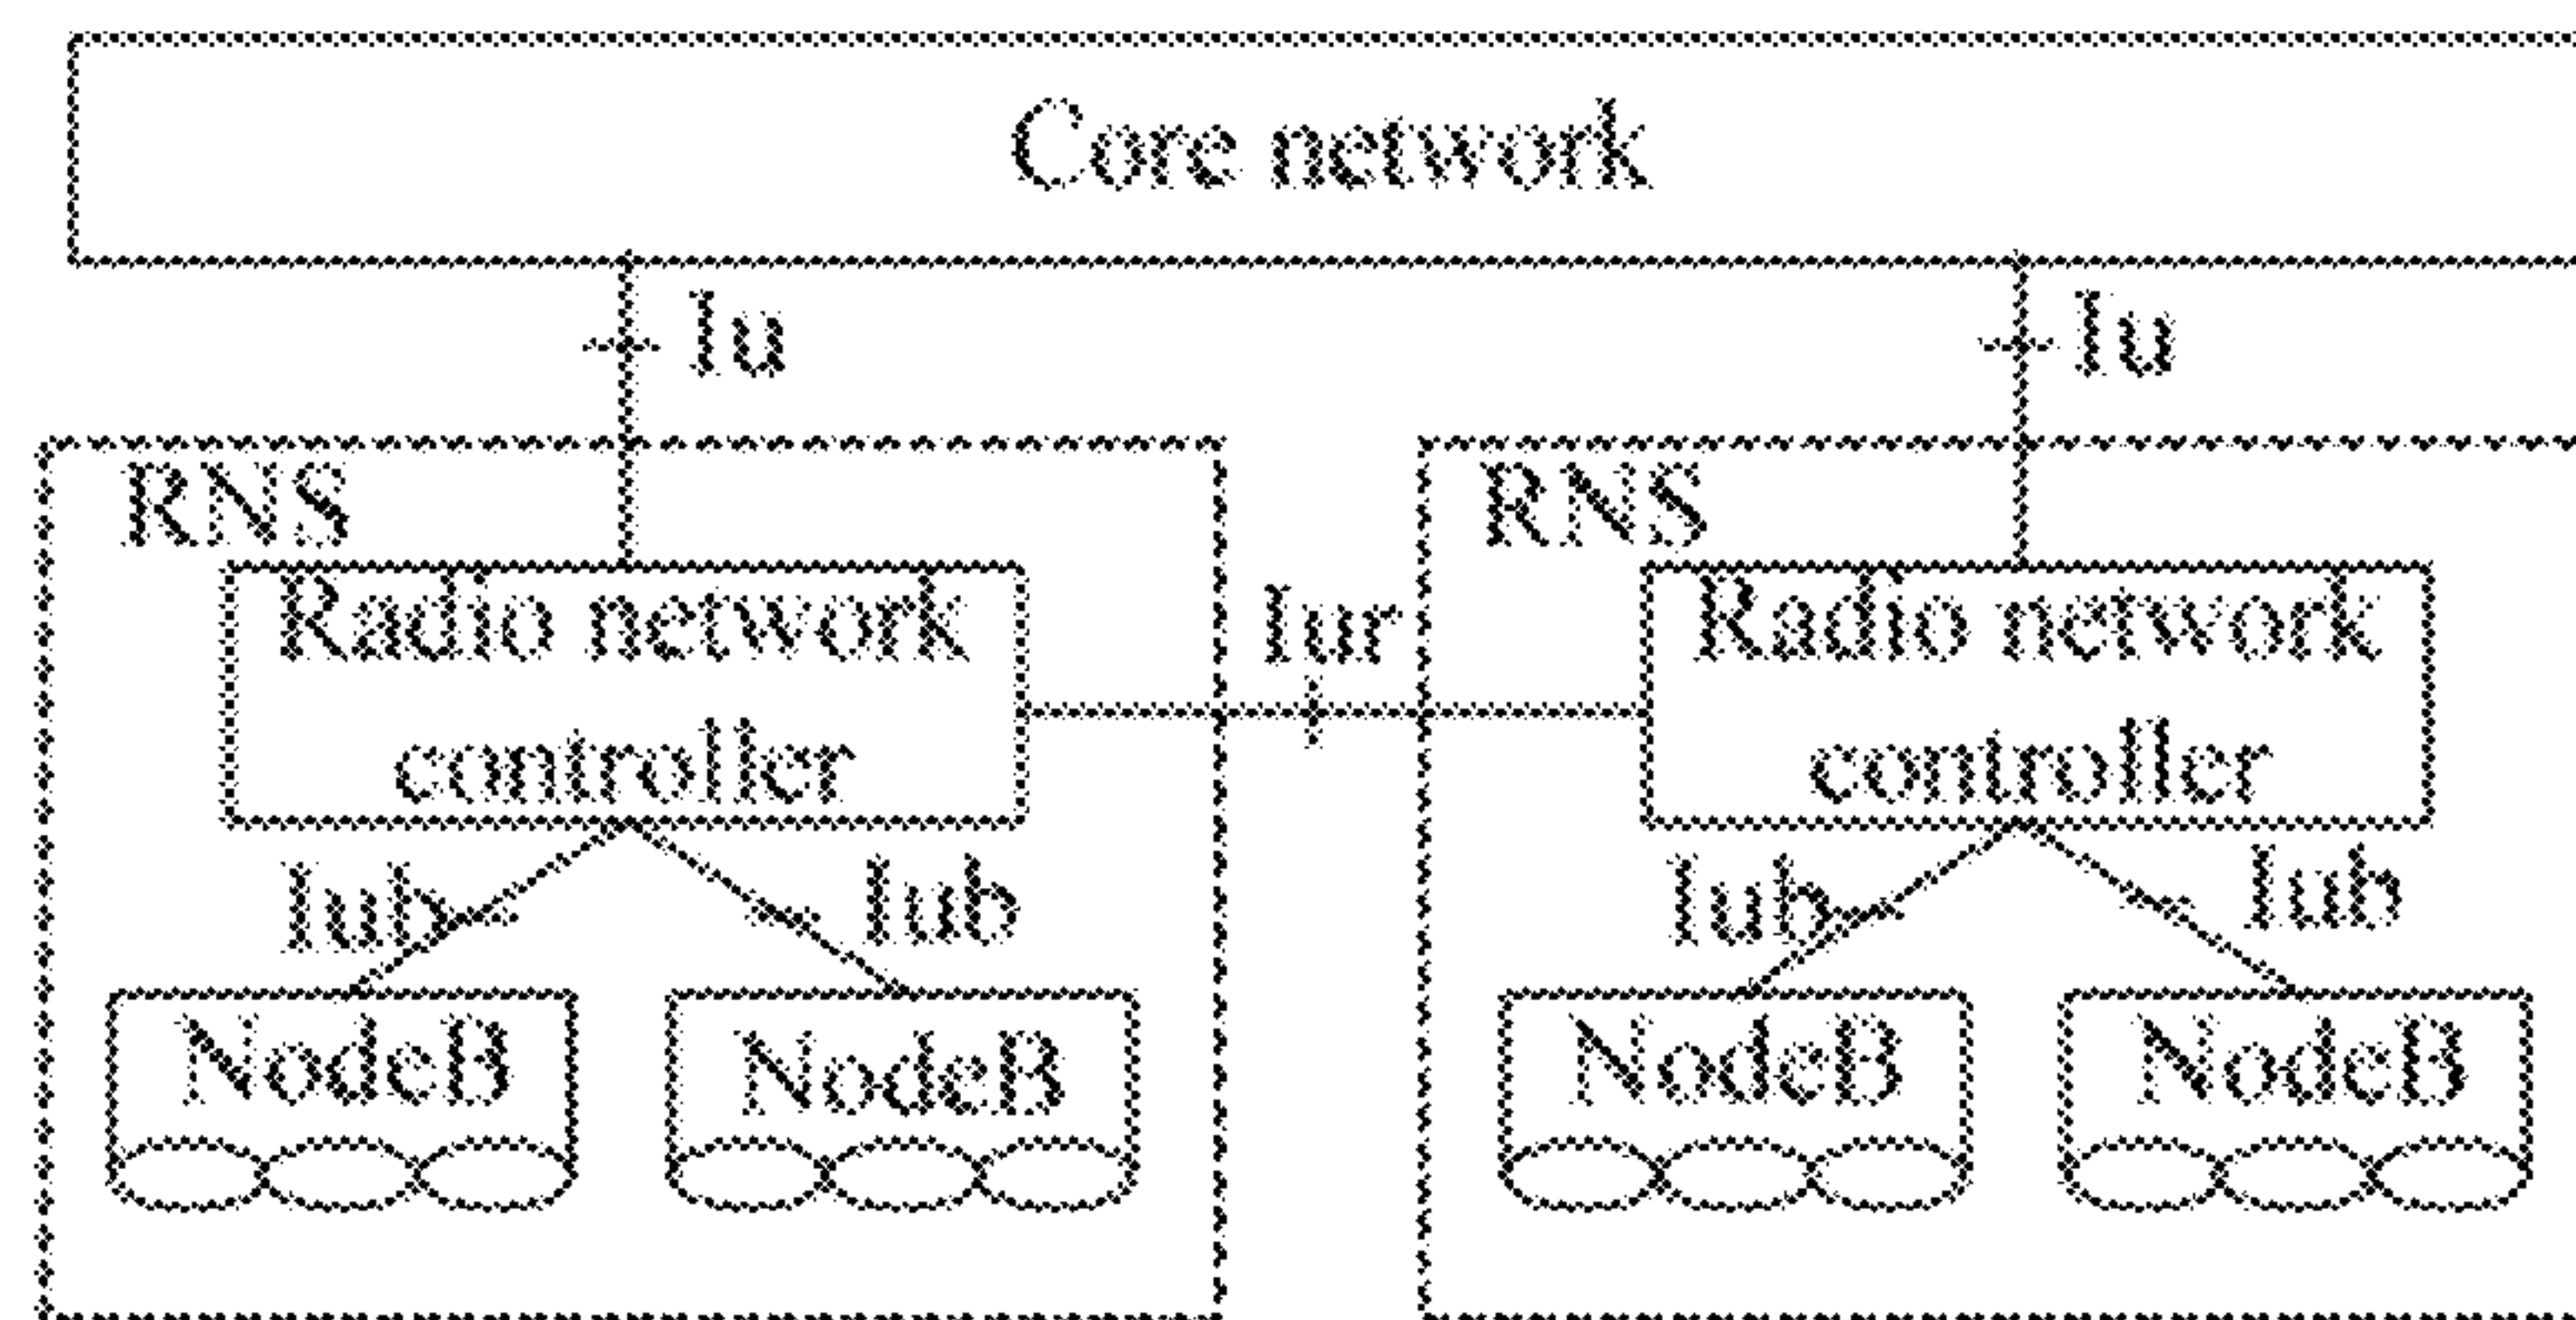 Core network
Iu
Iu
RNS
RNS
Radio network
controller
Iur
Radio network
controller
Iub
Iub
Iub
Iub
NodeB
NodeB
NodeB
NodeB